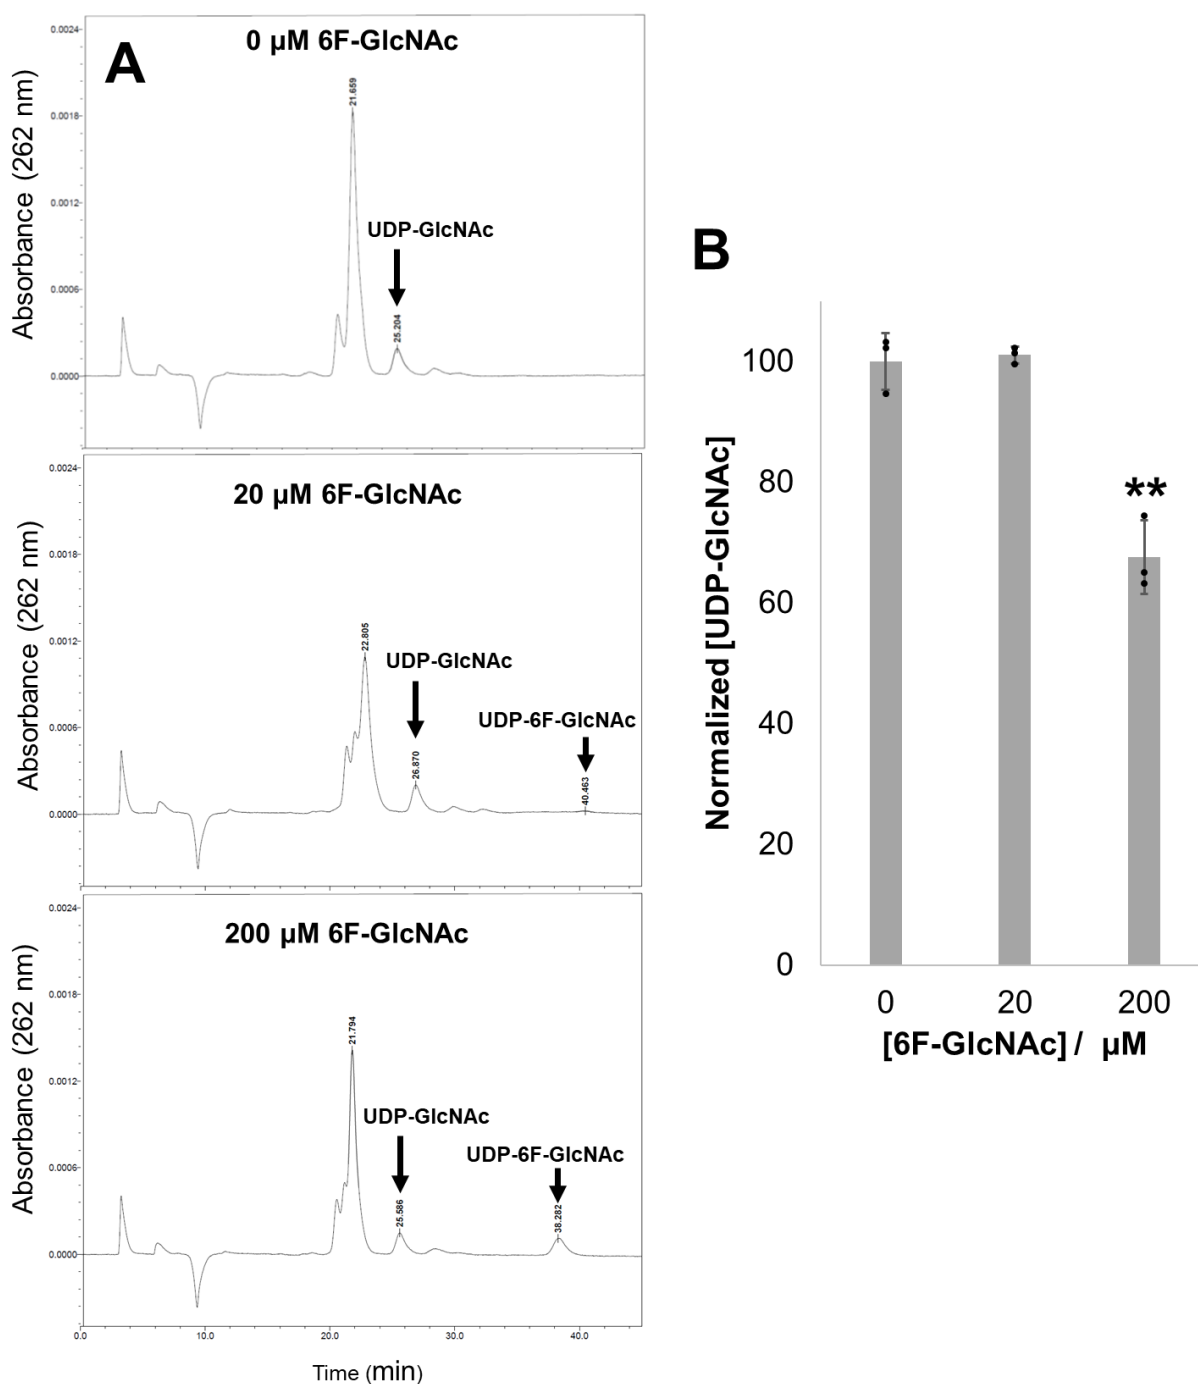 A
0 µM 6F-GlcNAc
Absorbance (262 nm)
0.0024
0.0018
0.0012
0.0006
0.0000
21.659
UDP-GlcNAc
25.204
20 µM 6F-GlcNAc
Absorbance (262 nm)
0.0024
0.0018
0.0012
0.0006
0.0000
22.805
UDP-GlcNAc
26.870
UDP-6F-GlcNAc
40.463
200 µM 6F-GlcNAc
Absorbance (262 nm)
0.0024
0.0018
0.0012
0.0006
0.0000
21.794
UDP-GlcNAc
25.586
UDP-6F-GlcNAc
38.282
0.0 10.0 20.0 30.0 40.0
Time (min)
B
Normalized [UDP-GlcNAc]
100
80
60
40
20
0
**
0 20 200
[6F-GlcNAc] / µM